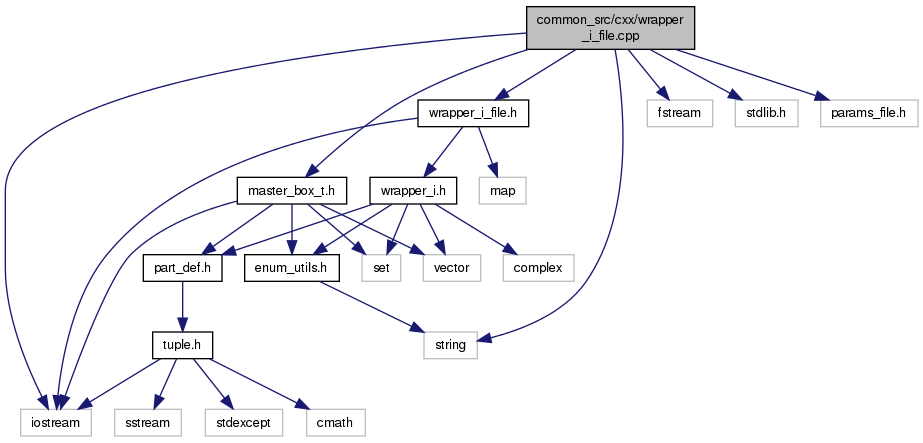 common_src/cxx/wrapper
_i_file.cpp
wrapper_i_file.h
fstream
stdlib.h
params_file.h
master_box_t.h
wrapper_i.h
map
part_def.h
enum_utils.h
set
vector
complex
tuple.h
string
iostream
sstream
stdexcept
cmath